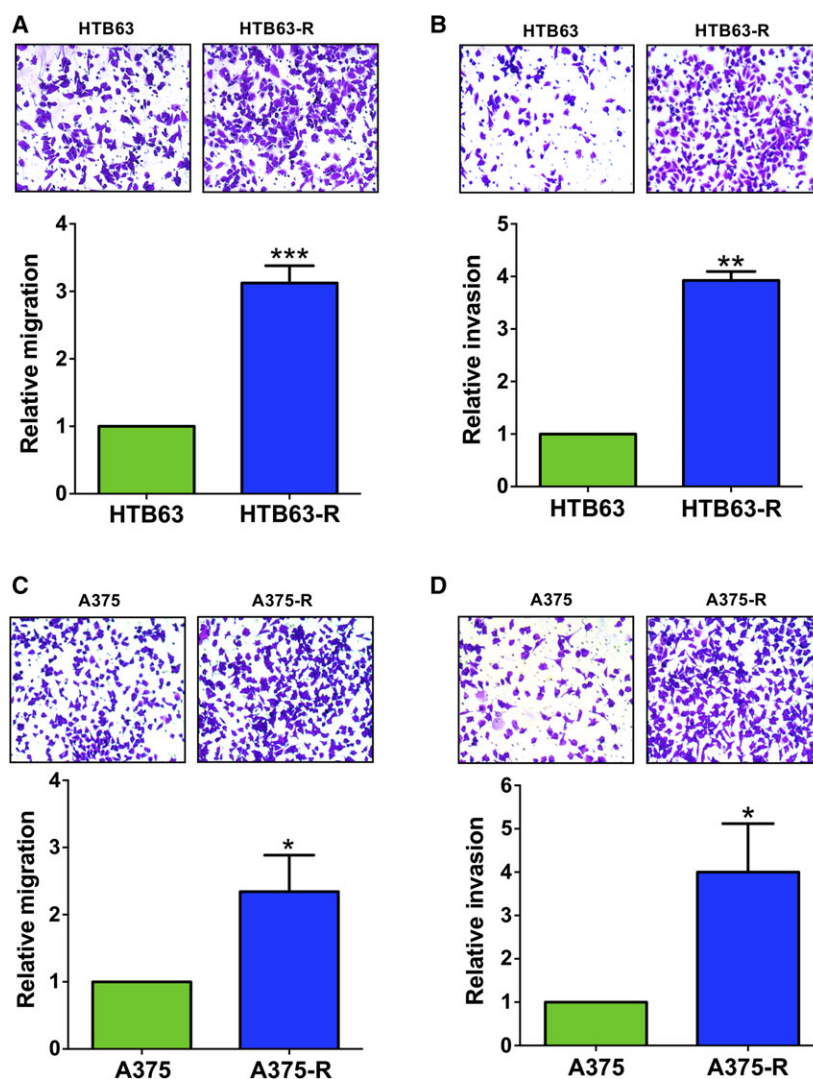 A
HTB63 HTB63-R
Relative migration
4
***
3
2
1
0
HTB63 HTB63-R
B
HTB63 HTB63-R
Relative invasion
5
**
4
3
2
1
0
HTB63 HTB63-R
C
A375 A375-R
Relative migration
4
3
*
2
1
0
A375 A375-R
D
A375 A375-R
Relative invasion
6
*
5
4
3
2
1
0
A375 A375-R